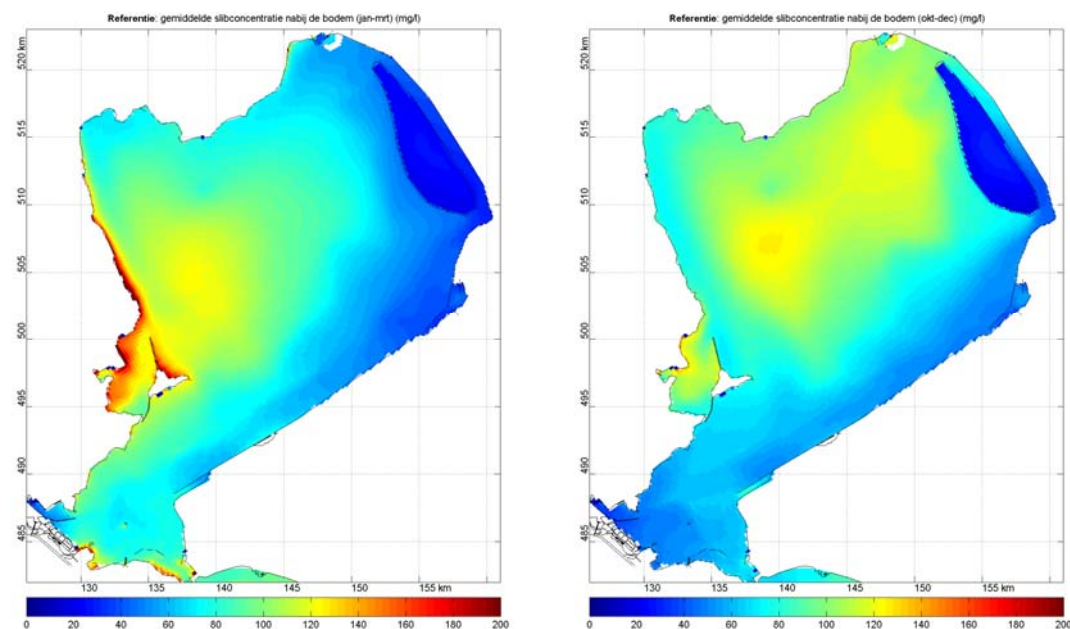 Referentie: gemiddelde slibconcentratie nabij de bodem (jan-mrt) (mg/l)
520 km
515
510
505
500
495
490
485
130 135 140 145 150 155 km
0 20 40 60 80 100 120 140 160 180 200
Referentie: gemiddelde slibconcentratie nabij de bodem (okt-dec) (mg/l)
520 km
515
510
505
500
495
490
485
130 135 140 145 150 155 km
0 20 40 60 80 100 120 140 160 180 200